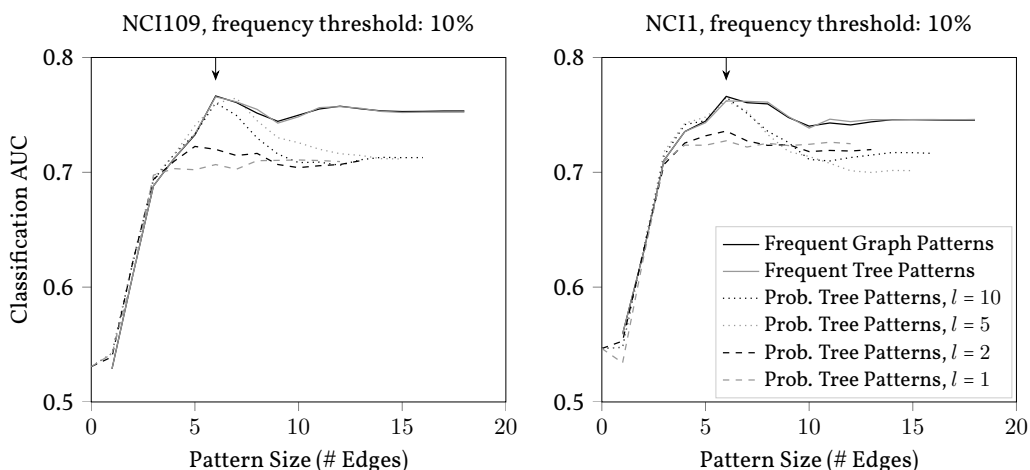 NCI109, frequency threshold: 10%
0.8
0.7
0.6
0.5
Classification AUC
0
5
10
15
20
Pattern Size (# Edges)
NCI1, frequency threshold: 10%
0.8
0.7
0.6
0.5
Frequent Graph Patterns
Frequent Tree Patterns
Prob. Tree Patterns, l = 10
Prob. Tree Patterns, l = 5
Prob. Tree Patterns, l = 2
Prob. Tree Patterns, l = 1
0
5
10
15
20
Pattern Size (# Edges)